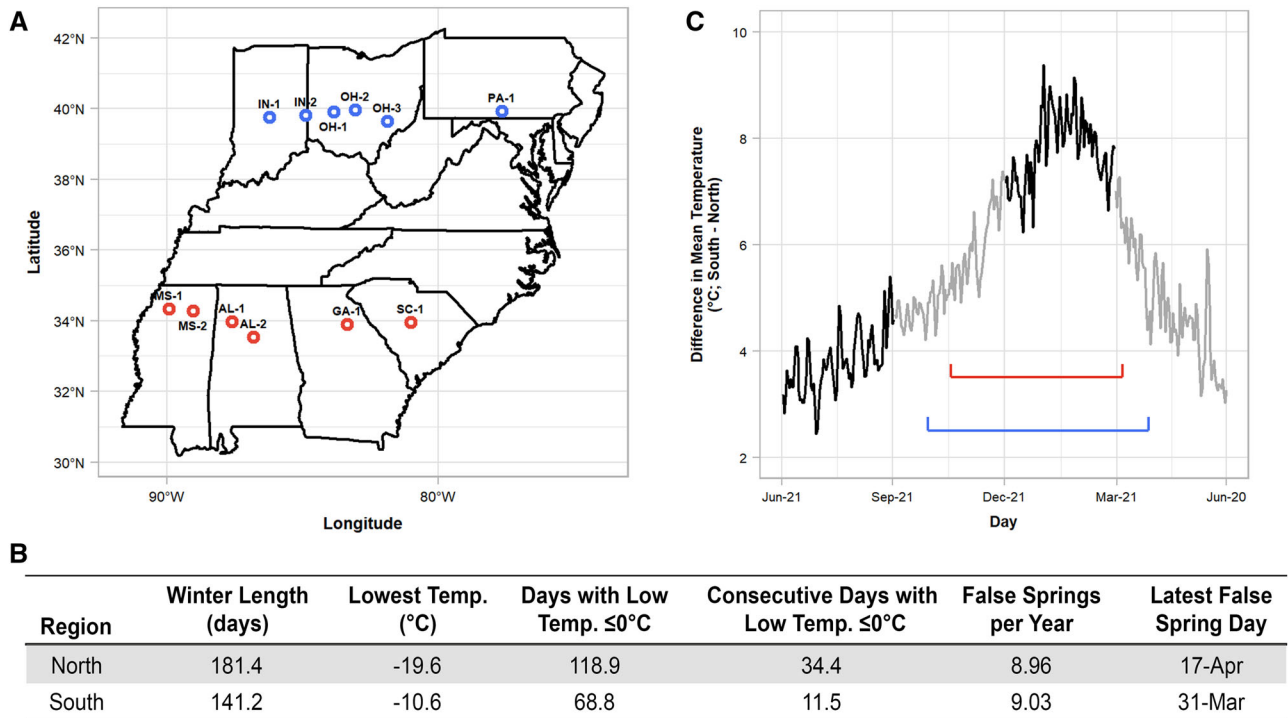 A
42°N
40°N
38°N
36°N
34°N
32°N
30°N
Latitude
IN-1
IN-2
OH-1
OH-2
OH-3
PA-1
MS-1
MS-2
AL-1
AL-2
GA-1
SC-1
90°W
80°W
Longitude
C
Difference in Mean Temperature
(°C; South - North)
10
8
6
4
2
Jun-21 Sep-21 Dec-21 Mar-21 Jun-20
Day
B
Region Winter Length (days) Lowest Temp. (°C) Days with Low Temp. ≤0°C Consecutive Days with Low Temp. ≤0°C False Springs per Year Latest False Spring Day
North 181.4 -19.6 118.9 34.4 8.96 17-Apr
South 141.2 -10.6 68.8 11.5 9.03 31-Mar